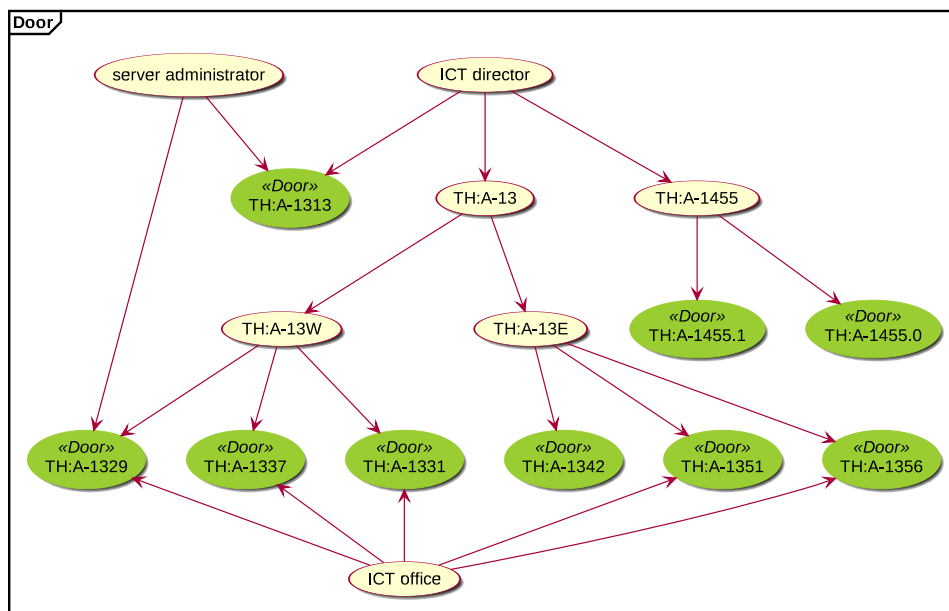 Door
server administrator
ICT director
«Door»
TH:A-1313
TH:A-13
TH:A-1455
TH:A-13W
TH:A-13E
«Door»
TH:A-1455.1
«Door»
TH:A-1455.0
«Door»
TH:A-1329
«Door»
TH:A-1337
«Door»
TH:A-1331
«Door»
TH:A-1342
«Door»
TH:A-1351
«Door»
TH:A-1356
ICT office